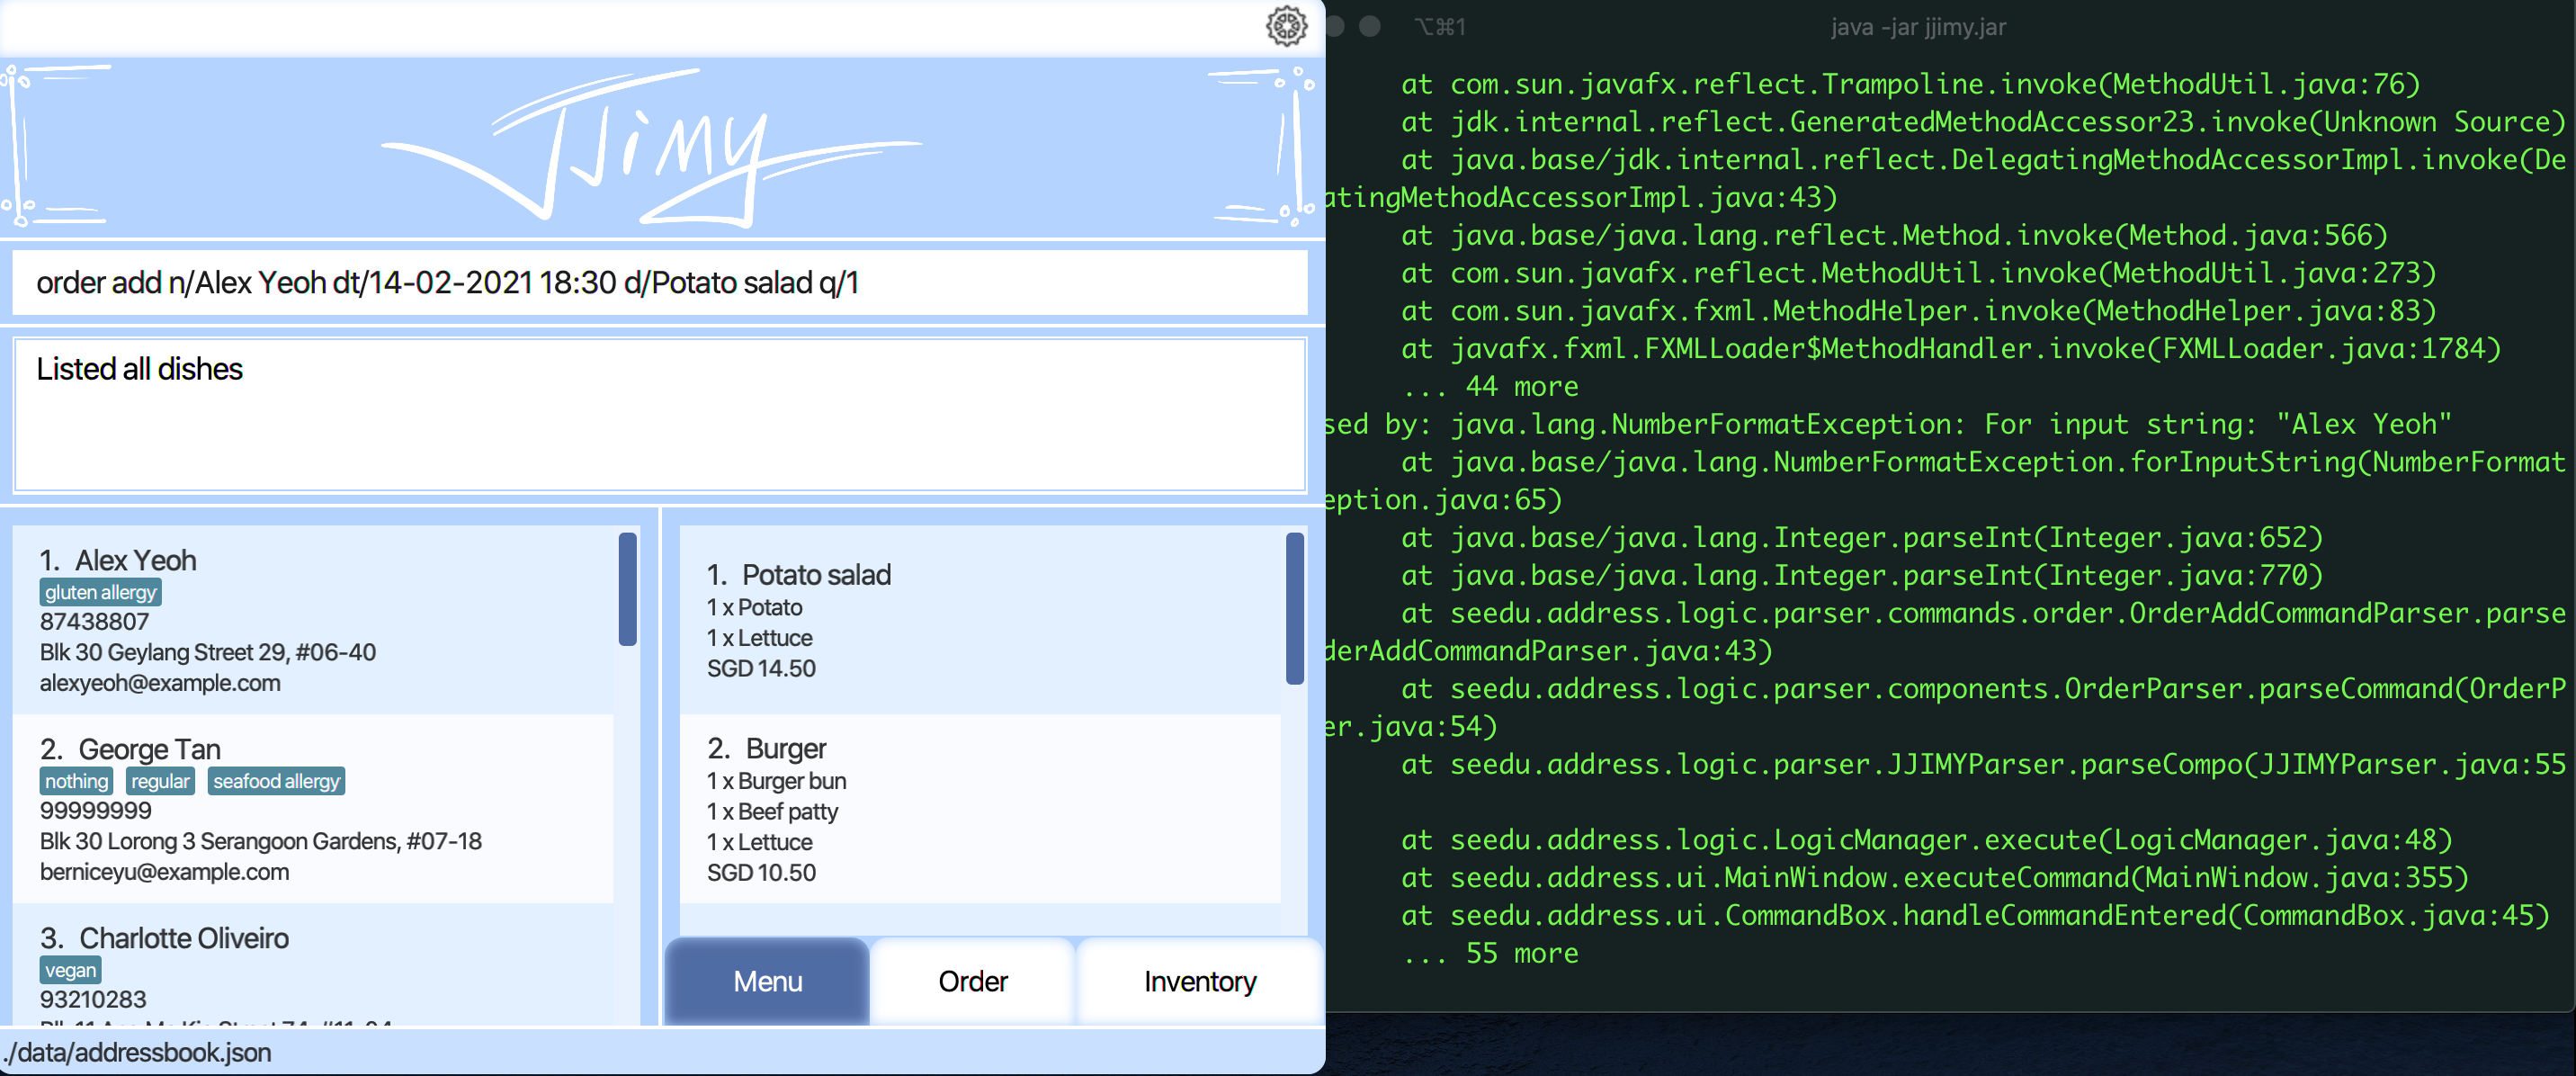 JJimy
order add n/Alex Yeoh dt/14-02-2021 18:30 d/Potato salad q/1
Listed all dishes
1. Alex Yeoh
gluten allergy
87438807
Blk 30 Geylang Street 29, #06-40
alexyeoh@example.com
2. George Tan
nothing regular seafood allergy
99999999
Blk 30 Lorong 3 Serangoon Gardens, #07-18
berniceyu@example.com
3. Charlotte Oliveiro
vegan
93210283
1. Potato salad
1 x Potato
1 x Lettuce
SGD 14.50
2. Burger
1 x Burger bun
1 x Beef patty
1 x Lettuce
SGD 10.50
Menu Order Inventory
./data/addressbook.json
⌥⌘1 java -jar jjimy.jar
at com.sun.javafx.reflect.Trampoline.invoke(MethodUtil.java:76)
at jdk.internal.reflect.GeneratedMethodAccessor23.invoke(Unknown Source)
at java.base/jdk.internal.reflect.DelegatingMethodAccessorImpl.invoke(De
atingMethodAccessorImpl.java:43)
at java.base/java.lang.reflect.Method.invoke(Method.java:566)
at com.sun.javafx.reflect.MethodUtil.invoke(MethodUtil.java:273)
at com.sun.javafx.fxml.MethodHelper.invoke(MethodHelper.java:83)
at javafx.fxml.FXMLLoader$MethodHandler.invoke(FXMLLoader.java:1784)
... 44 more
sed by: java.lang.NumberFormatException: For input string: "Alex Yeoh"
at java.base/java.lang.NumberFormatException.forInputString(NumberFormat
eption.java:65)
at java.base/java.lang.Integer.parseInt(Integer.java:652)
at java.base/java.lang.Integer.parseInt(Integer.java:770)
at seedu.address.logic.parser.commands.order.OrderAddCommandParser.parse
derAddCommandParser.java:43)
at seedu.address.logic.parser.components.OrderParser.parseCommand(OrderP
er.java:54)
at seedu.address.logic.parser.JJIMYParser.parseCompo(JJIMYParser.java:55
at seedu.address.logic.LogicManager.execute(LogicManager.java:48)
at seedu.address.ui.MainWindow.executeCommand(MainWindow.java:355)
at seedu.address.ui.CommandBox.handleCommandEntered(CommandBox.java:45)
... 55 more